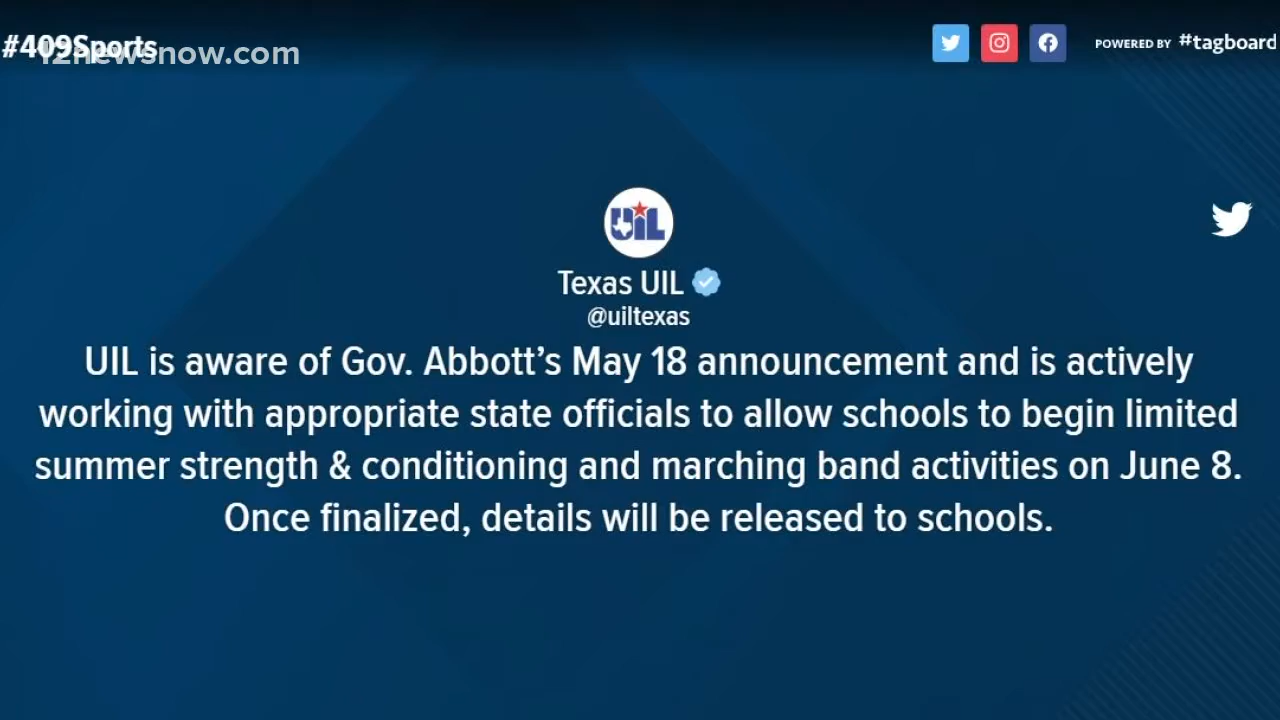 #409Sports
12newsnow.com
POWERED BY #tagboard
UIL
Texas UIL
@uiltexas
UIL is aware of Gov. Abbott’s May 18 announcement and is actively
working with appropriate state officials to allow schools to begin limited
summer strength & conditioning and marching band activities on June 8.
Once finalized, details will be released to schools.